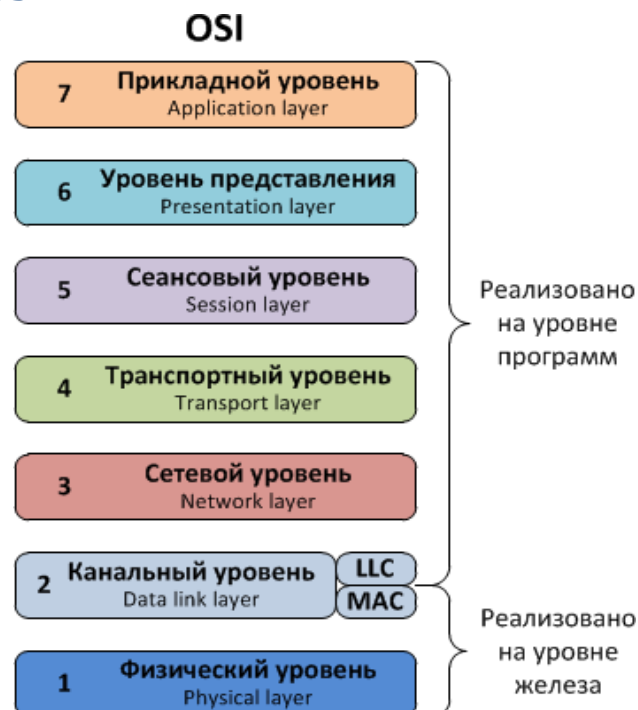 OSI
7
Прикладной уровень
Application layer
6
Уровень представления
Presentation layer
5
Сеансовый уровень
Session layer
4
Транспортный уровень
Transport layer
3
Сетевой уровень
Network layer
2
Канальный уровень
Data link layer
LLC
MAC
1
Физический уровень
Physical layer
Реализовано
на уровне
программ
Реализовано
на уровне
железа